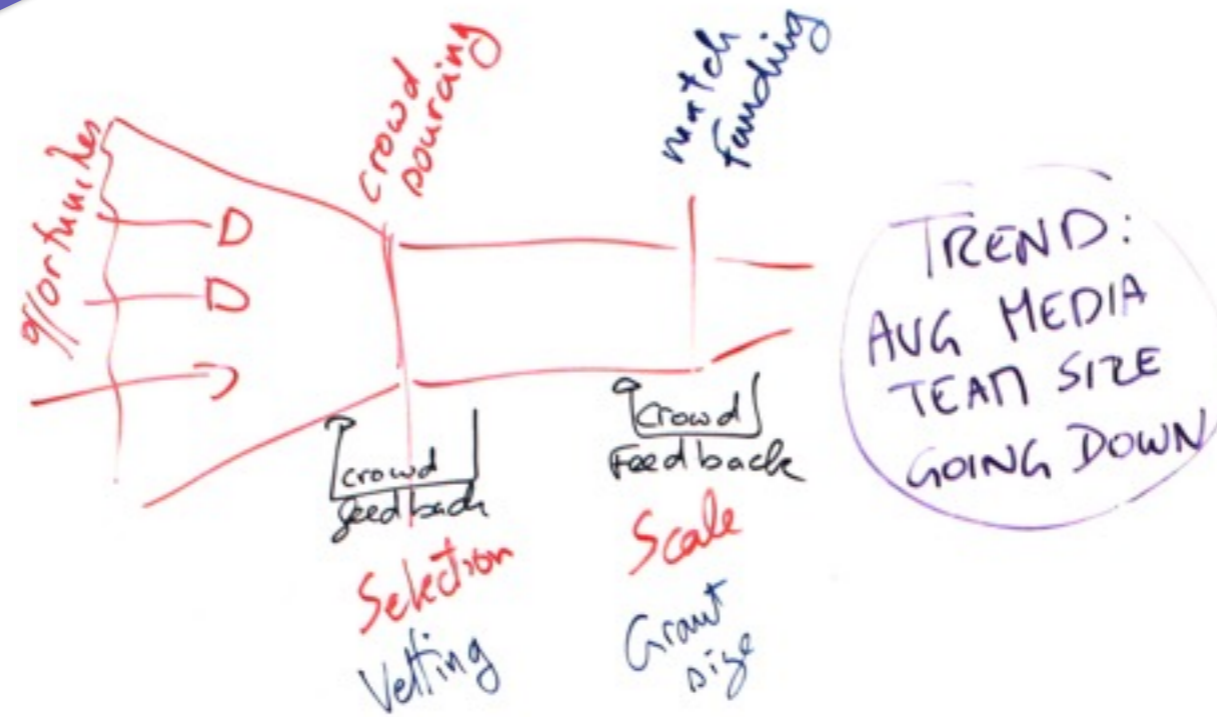 opportunities
crowd
sourcing
match
funding
crowd
feedback
Selection
Vetting
Crowd
Feedback
Scale
Grant
size
TREND:
AVG MEDIA
TEAM SIZE
GOING DOWN